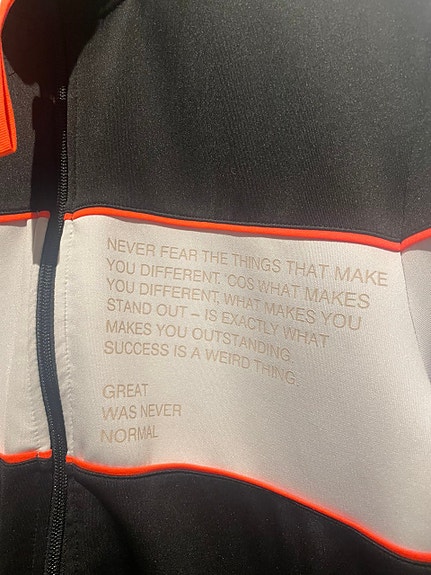 NEVER FEAR THE THINGS THAT MAKE
YOU DIFFERENT. 'COS WHAT MAKES
YOU DIFFERENT, WHAT MAKES YOU
STAND OUT – IS EXACTLY WHAT
MAKES YOU OUTSTANDING.
SUCCESS IS A WEIRD THING.
GREAT
WAS NEVER
NORMAL